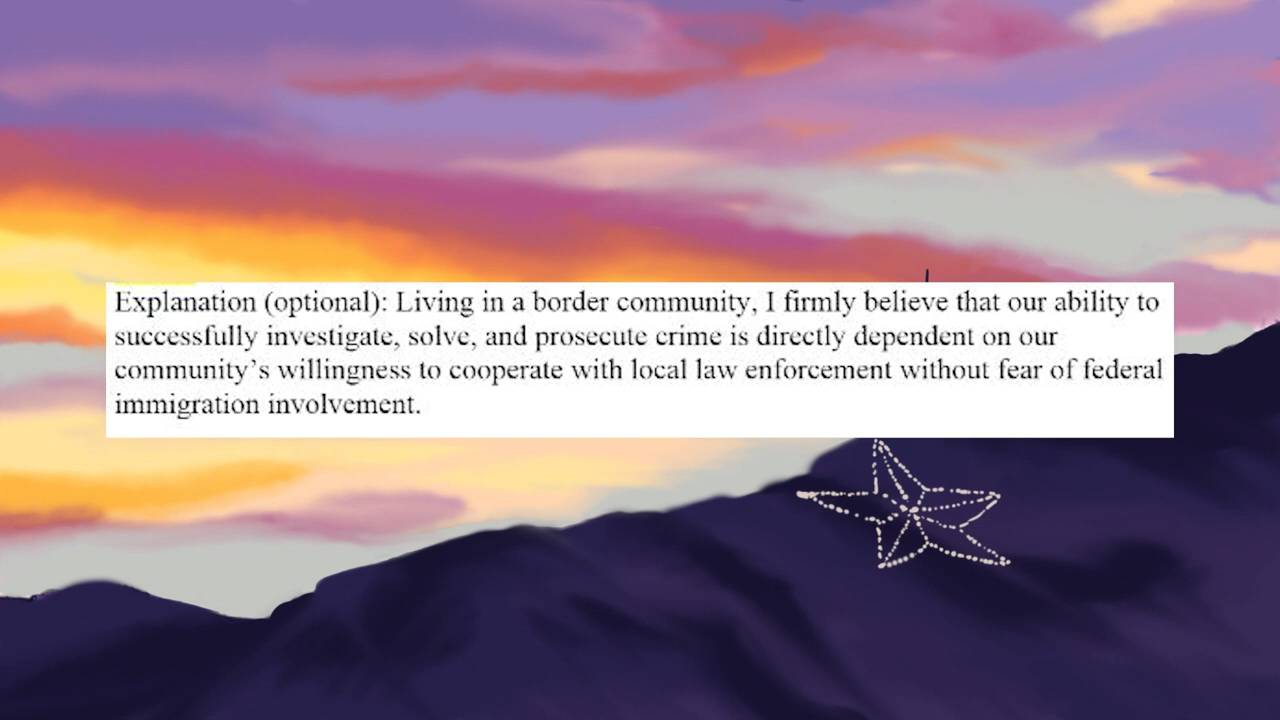 Explanation (optional): Living in a border community, I firmly believe that our ability to
successfully investigate, solve, and prosecute crime is directly dependent on our
community’s willingness to cooperate with local law enforcement without fear of federal
immigration involvement.